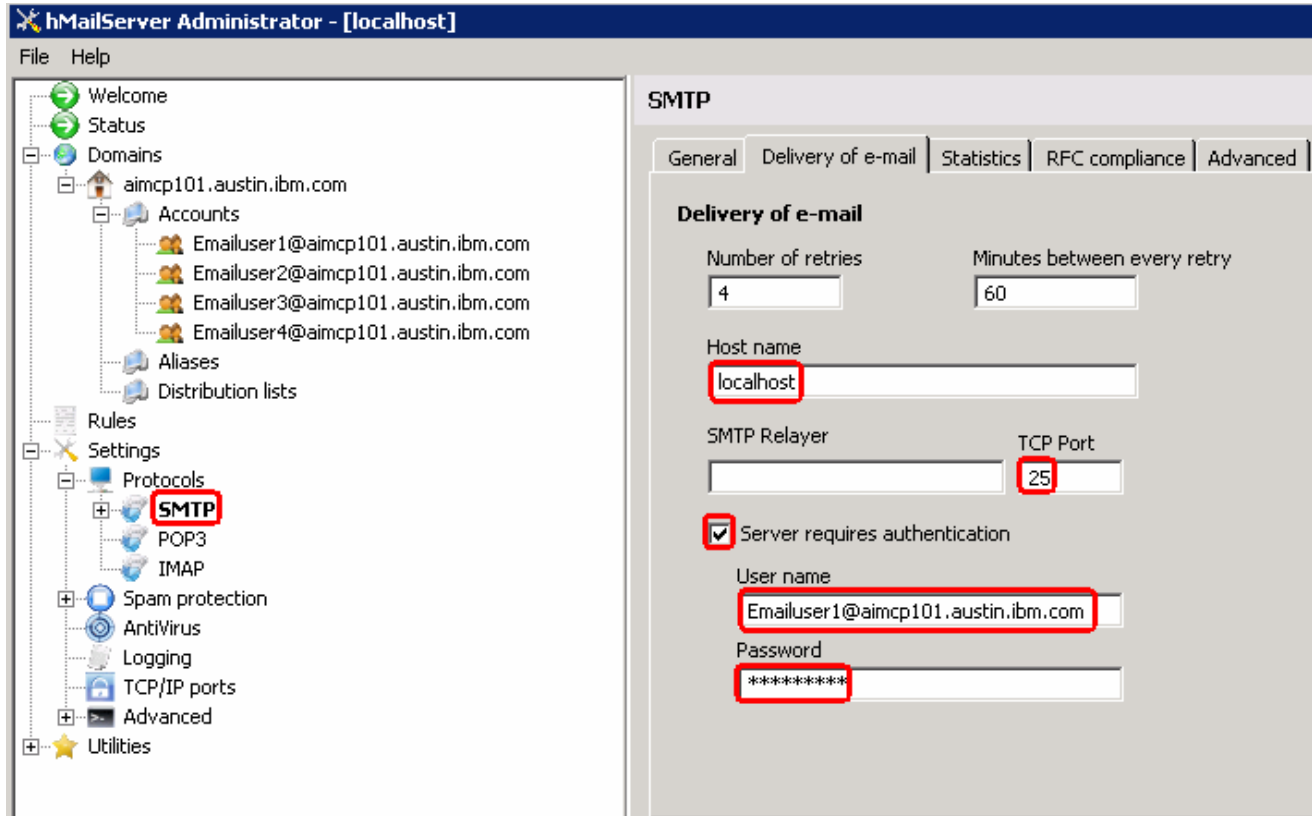 hMailServer Administrator - [localhost]
File Help
Welcome
Status
Domains
aimcp101.austin.ibm.com
Accounts
Emailuser1@aimcp101.austin.ibm.com
Emailuser2@aimcp101.austin.ibm.com
Emailuser3@aimcp101.austin.ibm.com
Emailuser4@aimcp101.austin.ibm.com
Aliases
Distribution lists
Rules
Settings
Protocols
SMTP
POP3
IMAP
Spam protection
AntiVirus
Logging
TCP/IP ports
Advanced
Utilities
SMTP
General Delivery of e-mail Statistics RFC compliance Advanced
Delivery of e-mail
Number of retries Minutes between every retry
4 60
Host name
localhost
SMTP Relayer TCP Port
25
Server requires authentication
User name
Emailuser1@aimcp101.austin.ibm.com
Password
*********